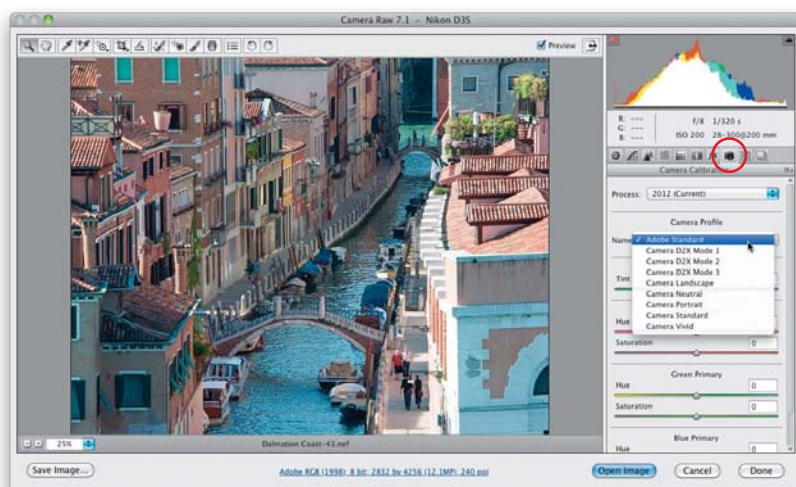 Camera Raw 7.1 – Nikon D3S
Preview
R: ---
G: ---
B: ---
f/8 1/320 s
ISO 200 28-300@200 mm
Camera Calibration
Process: 2012 (Current)
Camera Profile
Name: ✓ Adobe Standard
Camera D2X Mode 1
Camera D2X Mode 2
Camera D2X Mode 3
Camera Landscape
Camera Neutral
Camera Portrait
Camera Standard
Camera Vivid
Tint
Hue
Saturation 0
Green Primary
Hue 0
Saturation 0
Blue Primary
Hue 0
25%
Dalmation Coast-43.nef
Save Image...
Adobe RGB (1998); 8 bit; 2832 by 4256 (12.1MP); 240 ppi
Open Image
Cancel
Done